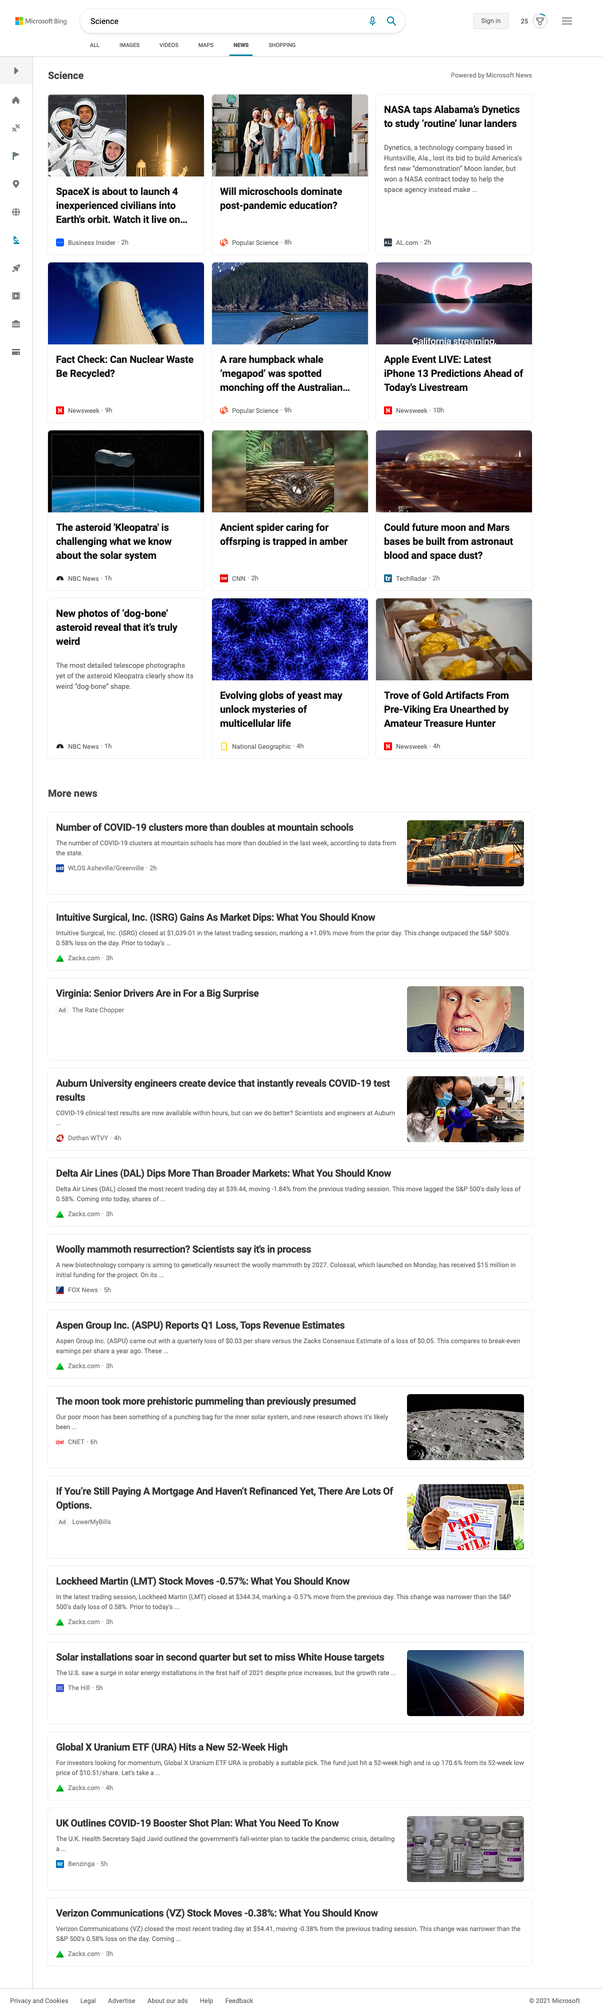 Microsoft Bing
Science
Sign in
25
ALL
IMAGES
VIDEOS
MAPS
NEWS
SHOPPING
Science
Powered by Microsoft News
SpaceX is about to launch 4
inexperienced civilians into
Earth's orbit. Watch it live on...
Business Insider · 2h
Will microschools dominate
post-pandemic education?
Popular Science · 8h
NASA taps Alabama's Dynetics
to study 'routine' lunar landers
Dynetics, a technology company based in
Huntsville, Ala., lost its bid to build America's
first new "demonstration" Moon lander, but
won a NASA contract today to help the
space agency instead make ...
AL.com · 2h
Fact Check: Can Nuclear Waste
Be Recycled?
Newsweek · 9h
A rare humpback whale
'megapod' was spotted
monching off the Australian...
Popular Science · 9h
California streaming.
Apple Event LIVE: Latest
iPhone 13 Predictions Ahead of
Today's Livestream
Newsweek · 10h
The asteroid 'Kleopatra' is
challenging what we know
about the solar system
NBC News · 1h
Ancient spider caring for
offsrping is trapped in amber
CNN · 2h
Could future moon and Mars
bases be built from astronaut
blood and space dust?
TechRadar · 2h
New photos of 'dog-bone'
asteroid reveal that it's truly
weird
The most detailed telescope photographs
yet of the asteroid Kleopatra clearly show its
weird "dog-bone" shape.
NBC News · 1h
Evolving globs of yeast may
unlock mysteries of
multicellular life
National Geographic · 4h
Trove of Gold Artifacts From
Pre-Viking Era Unearthed by
Amateur Treasure Hunter
Newsweek · 4h
More news
Number of COVID-19 clusters more than doubles at mountain schools
The number of COVID-19 clusters at mountain schools has more than doubled in the last week, according to data from
the state.
WLOS Asheville/Greenville · 2h
Intuitive Surgical, Inc. (ISRG) Gains As Market Dips: What You Should Know
Intuitive Surgical, Inc. (ISRG) closed at $1,039.01 in the latest trading session, marking a +1.09% move from the prior day. This change outpaced the S&P 500's
0.58% loss on the day. Prior to today's ...
Zacks.com · 3h
Virginia: Senior Drivers Are in For a Big Surprise
Ad The Rate Chopper
Auburn University engineers create device that instantly reveals COVID-19 test
results
COVID-19 clinical test results are now available within hours, but can we do better? Scientists and engineers at Auburn
...
Dothan WTVY · 4h
Delta Air Lines (DAL) Dips More Than Broader Markets: What You Should Know
Delta Air Lines (DAL) closed the most recent trading day at $39.44, moving -1.84% from the previous trading session. This move lagged the S&P 500's daily loss of
0.58%. Coming into today, shares of ...
Zacks.com · 3h
Woolly mammoth resurrection? Scientists say it's in process
A new biotechnology company is aiming to genetically resurrect the woolly mammoth by 2027. Colossal, which launched on Monday, has received $15 million in
initial funding for the project. On its ...
FOX News · 5h
Aspen Group Inc. (ASPU) Reports Q1 Loss, Tops Revenue Estimates
Aspen Group Inc. (ASPU) came out with a quarterly loss of $0.03 per share versus the Zacks Consensus Estimate of a loss of $0.05. This compares to break-even
earnings per share a year ago. These ...
Zacks.com · 3h
The moon took more prehistoric pummeling than previously presumed
Our poor moon has been something of a punching bag for the inner solar system, and new research shows it's likely
been ...
CNET · 6h
If You're Still Paying A Mortgage And Haven't Refinanced Yet, There Are Lots Of
Options.
Ad LowerMyBills
PAID
IN
FULL
Lockheed Martin (LMT) Stock Moves -0.57%: What You Should Know
In the latest trading session, Lockheed Martin (LMT) closed at $344.34, marking a -0.57% move from the previous day. This change was narrower than the S&P
500's daily loss of 0.58%. Prior to today's ...
Zacks.com · 3h
Solar installations soar in second quarter but set to miss White House targets
The U.S. saw a surge in solar energy installations in the first half of 2021 despite price increases, but the growth rate ...
The Hill · 5h
Global X Uranium ETF (URA) Hits a New 52-Week High
For investors looking for momentum, Global X Uranium ETF URA is probably a suitable pick. The fund just hit a 52-week high and is up 170.6% from its 52-week low
price of $10.51/share. Let's take a ...
Zacks.com · 4h
UK Outlines COVID-19 Booster Shot Plan: What You Need To Know
The U.K. Health Secretary Sajid Javid outlined the government's fall-winter plan to tackle the pandemic crisis, detailing
a ...
Benzinga · 5h
Verizon Communications (VZ) Stock Moves -0.38%: What You Should Know
Verizon Communications (VZ) closed the most recent trading day at $54.41, moving -0.38% from the previous trading session. This change was narrower than the
S&P 500's 0.58% loss on the day. Coming ...
Zacks.com · 3h
Privacy and Cookies
Legal
Advertise
About our ads
Help
Feedback
© 2021 Microsoft